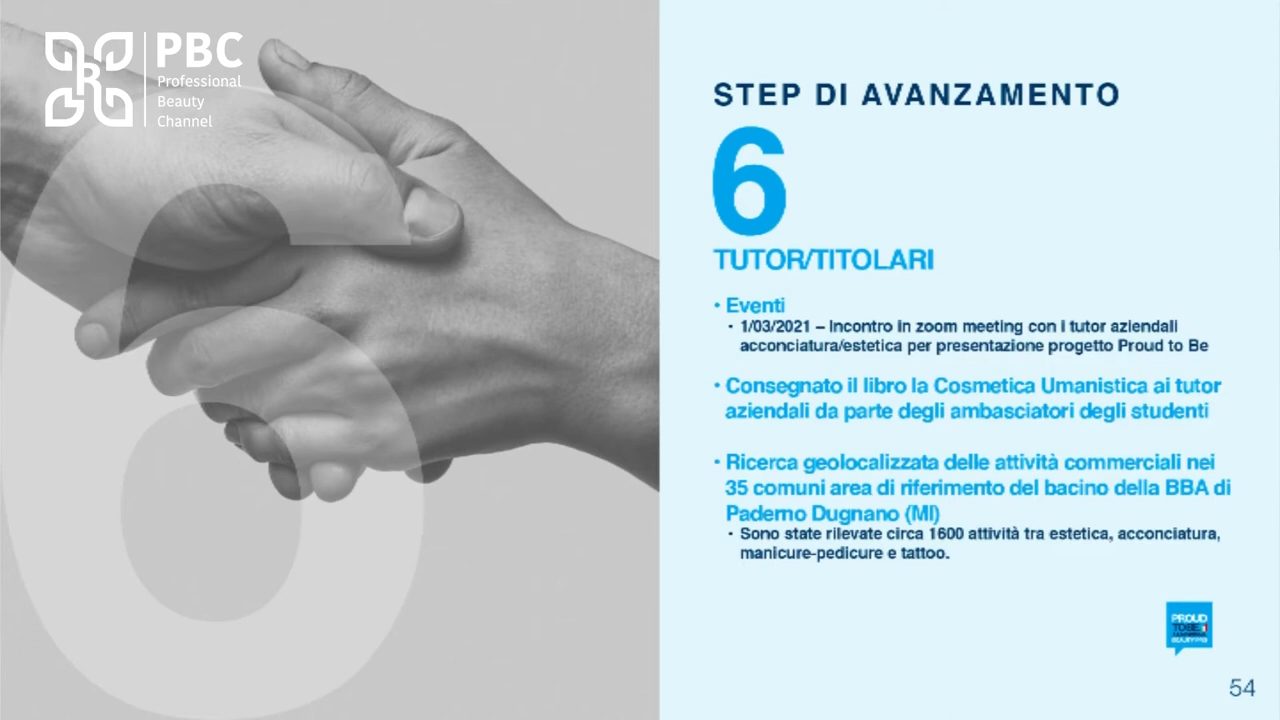 PBC
Professional
Beauty
Channel
STEP DI AVANZAMENTO
6
TUTOR/TITOLARI
• Eventi
• 1/03/2021 – Incontro in zoom meeting con i tutor aziendali
acconciatura/estetica per presentazione progetto Proud to Be
• Consegnato il libro la Cosmetica Umanistica ai tutor
aziendali da parte degli ambasciatori degli studenti
• Ricerca geolocalizzata delle attività commerciali nei
35 comuni area di riferimento del bacino della BBA di
Paderno Dugnano (MI)
• Sono state rilevate circa 1600 attività tra estetica, acconciatura,
manicure-pedicure e tattoo.
PROUD
TO BE
54